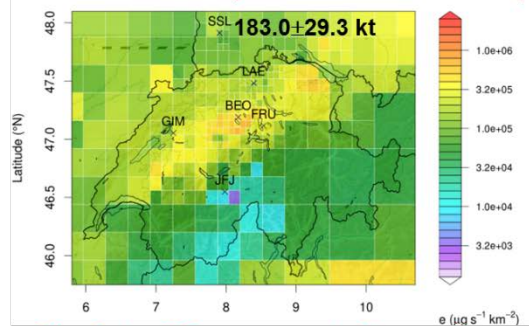 183.0±29.3 kt
SSL
LAE
BEO
FRU
GIM
JFJ
Latitude (°N)
48.0
47.5
47.0
46.5
46.0
6 7 8 9 10
1.0e+06
3.2e+05
1.0e+05
3.2e+04
1.0e+04
3.2e+03
e (μg s⁻¹ km⁻²)